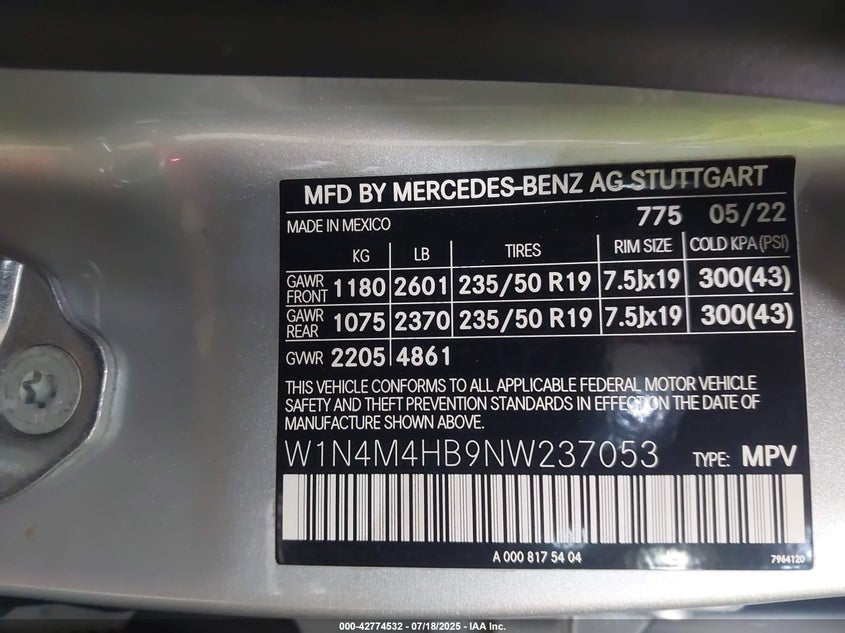 MFD BY MERCEDES-BENZ AG STUTTGART
MADE IN MEXICO 775 05/22
KG LB TIRES RIM SIZE COLD KPA(PSI)
GAWR FRONT 1180 2601 235/50 R19 7.5Jx19 300(43)
GAWR REAR 1075 2370 235/50 R19 7.5Jx19 300(43)
GVWR 2205 4861
THIS VEHICLE CONFORMS TO ALL APPLICABLE FEDERAL MOTOR VEHICLE
SAFETY AND THEFT PREVENTION STANDARDS IN EFFECT ON THE DATE OF
MANUFACTURE SHOWN ABOVE.
W1N4M4HB9NW237053 TYPE: MPV
A 000 817 54 04 7964120
000-42774532 - 07/18/2025 - IAA Inc.